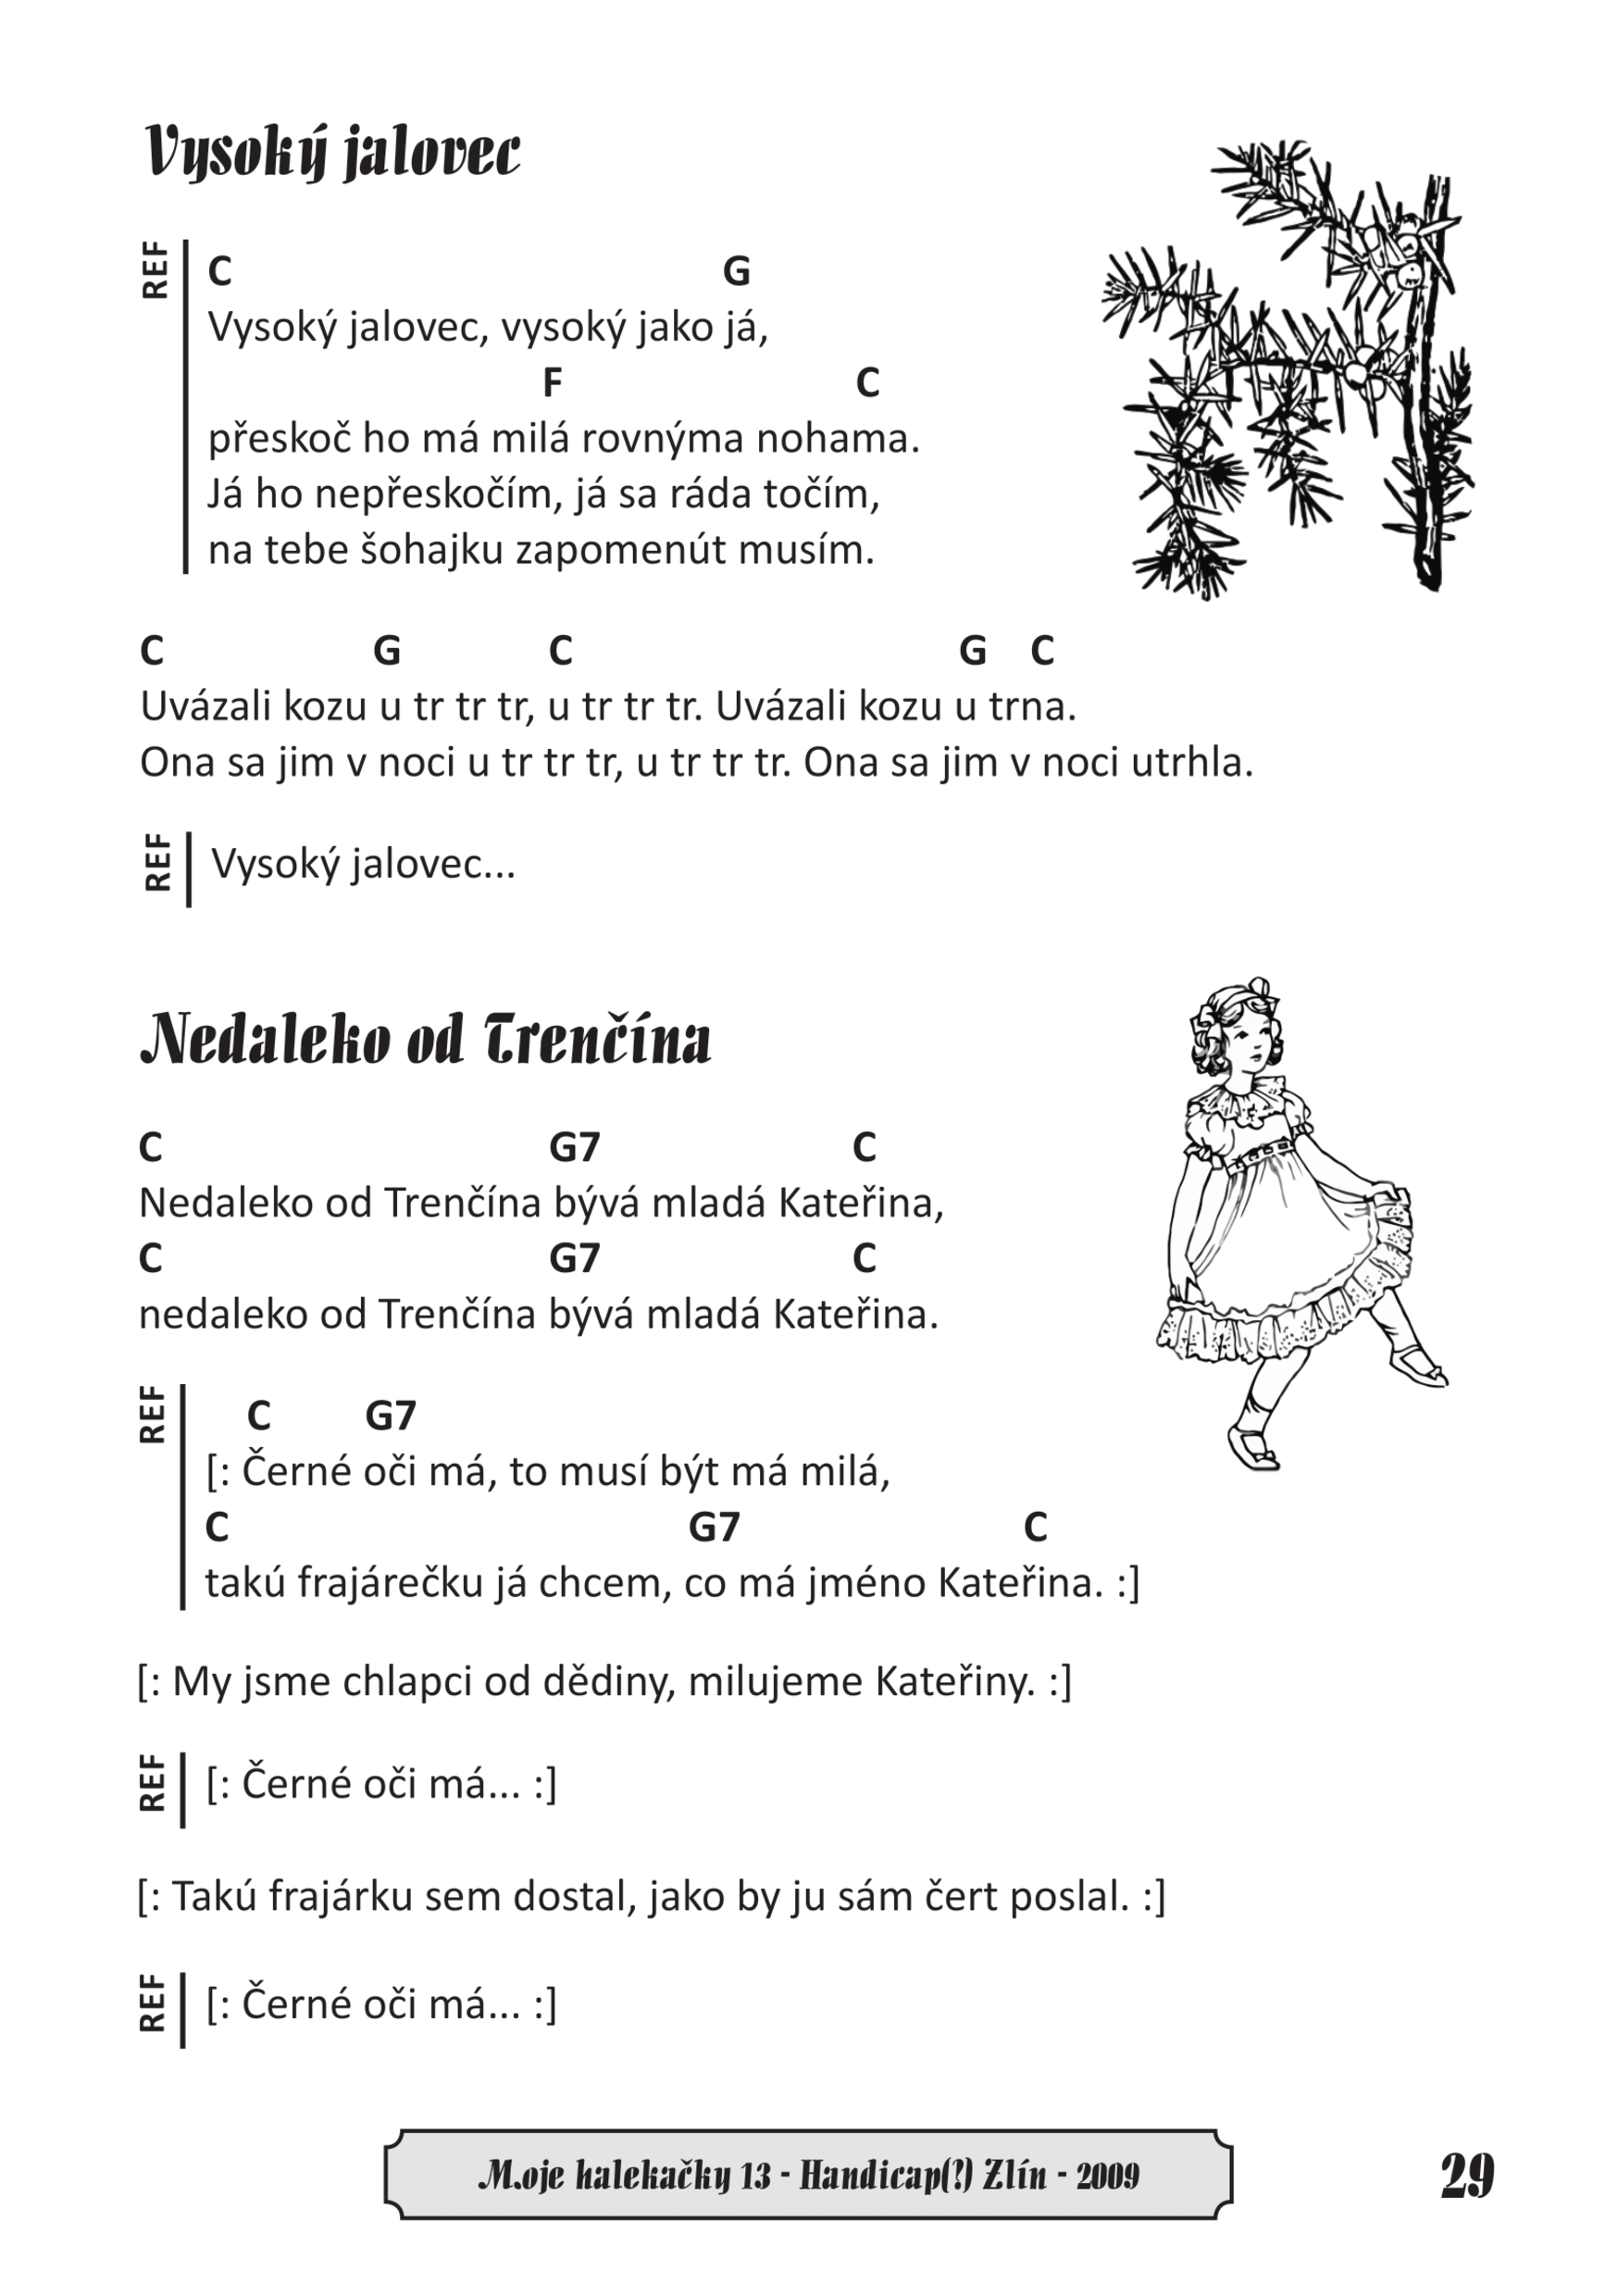 Vysoký jalovec
REF
C G
Vysoký jalovec, vysoký jako já,
F C
přeskoč ho má milá rovnýma nohama.
Já ho nepřeskočím, já sa ráda točím,
na tebe šohajku zapomenút musím.
C G C G C
Uvázali kozu u tr tr tr, u tr tr tr. Uvázali kozu u trna.
Ona sa jim v noci u tr tr tr, u tr tr tr. Ona sa jim v noci utrhla.
REF
Vysoký jalovec...
Nedaleko od Trenčína
C G7 C
Nedaleko od Trenčína bývá mladá Kateřina,
C G7 C
nedaleko od Trenčína bývá mladá Kateřina.
REF
C G7
[: Černé oči má, to musí být má milá,
C G7 C
takú frajárečku já chcem, co má jméno Kateřina. :]
[: My jsme chlapci od dědiny, milujeme Kateřiny. :]
REF
[: Černé oči má... :]
[: Takú frajárku sem dostal, jako by ju sám čert poslal. :]
REF
[: Černé oči má... :]
M.oje halekačky 13 - Handicap(?) Zlín - 2009
29